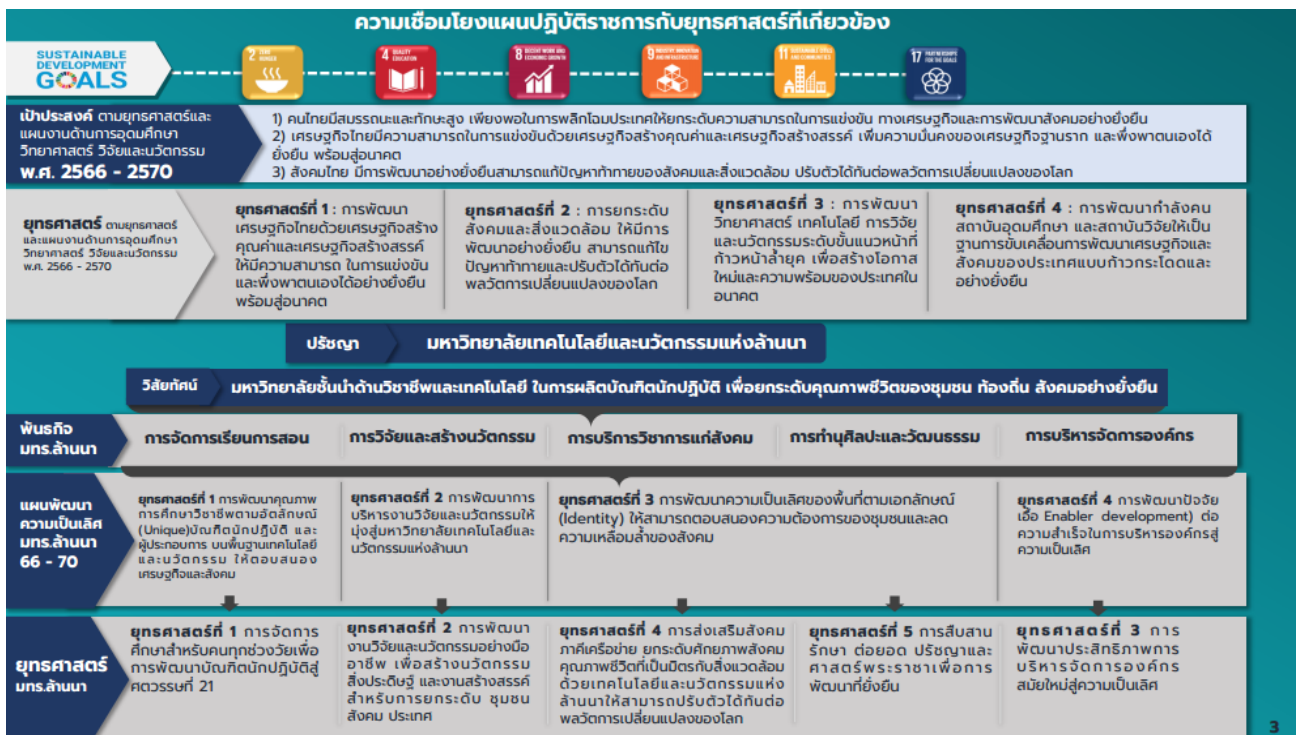 ความเชื่อมโยงแผนปฏิบัติราชการกับยุทธศาสตร์ที่เกี่ยวข้อง
SUSTAINABLE
DEVELOPMENT
GOALS
2 ZERO
HUNGER
4 QUALITY
EDUCATION
8 DECENT WORK AND
ECONOMIC GROWTH
9 INDUSTRY, INNOVATION
AND INFRASTRUCTURE
11 SUSTAINABLE CITIES
AND COMMUNITIES
17 PARTNERSHIPS
FOR THE GOALS
เป้าประสงค์ ตามยุทธศาสตร์และ
แผนงานด้านการอุดมศึกษา
วิทยาศาสตร์ วิจัยและนวัตกรรม
พ.ศ. 2566 - 2570
1) คนไทยมีสมรรถนะและทักษะสูง เพียงพอในการพลิกโฉมประเทศให้ยกระดับความสามารถในการแข่งขัน ทางเศรษฐกิจและการพัฒนาสังคมอย่างยั่งยืน
2) เศรษฐกิจไทยมีความสามารถในการแข่งขันด้วยเศรษฐกิจสร้างคุณค่าและเศรษฐกิจสร้างสรรค์ เพิ่มความมั่นคงของเศรษฐกิจฐานราก และพึ่งพาตนเองได้
ยั่งยืน พร้อมสู่อนาคต
3) สังคมไทย มีการพัฒนาอย่างยั่งยืนสามารถแก้ปัญหาท้าทายของสังคมและสิ่งแวดล้อม ปรับตัวได้ทันต่อพลวัตการเปลี่ยนแปลงของโลก
ยุทธศาสตร์ ตามยุทธศาสตร์
และแผนงานด้านการอุดมศึกษา
วิทยาศาสตร์ วิจัยและนวัตกรรม
พ.ศ. 2566 - 2570
ยุทธศาสตร์ที่ 1 : การพัฒนา
เศรษฐกิจไทยด้วยเศรษฐกิจสร้าง
คุณค่าและเศรษฐกิจสร้างสรรค์
ให้มีความสามารถ ในการแข่งขัน
และพึ่งพาตนเองได้อย่างยั่งยืน
พร้อมสู่อนาคต
ยุทธศาสตร์ที่ 2 : การยกระดับ
สังคมและสิ่งแวดล้อม ให้มีการ
พัฒนาอย่างยั่งยืน สามารถแก้ไข
ปัญหาท้าทายและปรับตัวได้ทันต่อ
พลวัตการเปลี่ยนแปลงของโลก
ยุทธศาสตร์ที่ 3 : การพัฒนา
วิทยาศาสตร์ เทคโนโลยี การวิจัย
และนวัตกรรมระดับขั้นแนวหน้าที่
ก้าวหน้าล้ำยุค เพื่อสร้างโอกาส
ใหม่และความพร้อมของประเทศใน
อนาคต
ยุทธศาสตร์ที่ 4 : การพัฒนากำลังคน
สถาบันอุดมศึกษา และสถาบันวิจัยให้เป็น
ฐานการขับเคลื่อนการพัฒนาเศรษฐกิจและ
สังคมของประเทศแบบก้าวกระโดดและ
อย่างยั่งยืน
ปรัชญา มหาวิทยาลัยเทคโนโลยีและนวัตกรรมแห่งล้านนา
วิสัยทัศน์ มหาวิทยาลัยชั้นนำด้านวิชาชีพและเทคโนโลยี ในการผลิตบัณฑิตนักปฏิบัติ เพื่อยกระดับคุณภาพชีวิตของชุมชน ท้องถิ่น สังคมอย่างยั่งยืน
พันธกิจ
มทร.ล้านนา
การจัดการเรียนการสอน
การวิจัยและสร้างนวัตกรรม
การบริการวิชาการแก่สังคม
การทำนุศิลปะและวัฒนธรรม
การบริหารจัดการองค์กร
แผนพัฒนา
ความเป็นเลิศ
มทร.ล้านนา
66 - 70
ยุทธศาสตร์ที่ 1 การพัฒนาคุณภาพ
การศึกษาวิชาชีพตามอัตลักษณ์
(Unique)บัณฑิตนักปฏิบัติ และ
ผู้ประกอบการ บนพื้นฐานเทคโนโลยี
และนวัตกรรม ให้ตอบสนอง
เศรษฐกิจและสังคม
ยุทธศาสตร์ที่ 2 การพัฒนาการ
บริหารงานวิจัยและนวัตกรรมให้
มุ่งสู่มหาวิทยาลัยเทคโนโลยีและ
นวัตกรรมแห่งล้านนา
ยุทธศาสตร์ที่ 3 การพัฒนาความเป็นเลิศของพื้นที่ตามเอกลักษณ์
(Identity) ให้สามารถตอบสนองความต้องการของชุมชนและลด
ความเหลื่อมล้ำของสังคม
ยุทธศาสตร์ที่ 4 การพัฒนาปัจจัย
เอื้อ Enabler development) ต่อ
ความสำเร็จในการบริหารองค์กรสู่
ความเป็นเลิศ
ยุทธศาสตร์
มทร.ล้านนา
ยุทธศาสตร์ที่ 1 การจัดการ
ศึกษาสำหรับคนทุกช่วงวัยเพื่อ
การพัฒนาบัณฑิตนักปฏิบัติสู่
ศตวรรษที่ 21
ยุทธศาสตร์ที่ 2 การพัฒนา
งานวิจัยและนวัตกรรมอย่างมือ
อาชีพ เพื่อสร้างนวัตกรรม
สิ่งประดิษฐ์ และงานสร้างสรรค์
สำหรับการยกระดับ ชุมชน
สังคม ประเทศ
ยุทธศาสตร์ที่ 4 การส่งเสริมสังคม
ภาคีเครือข่าย ยกระดับศักยภาพสังคม
คุณภาพชีวิตที่เป็นมิตรกับสิ่งแวดล้อม
ด้วยเทคโนโลยีและนวัตกรรมแห่ง
ล้านนาให้สามารถปรับตัวได้ทันต่อ
พลวัตการเปลี่ยนแปลงของโลก
ยุทธศาสตร์ที่ 5 การสืบสาน
รักษา ต่อยอด ปรัชญาและ
ศาสตร์พระราชาเพื่อการ
พัฒนาที่ยั่งยืน
ยุทธศาสตร์ที่ 3 การ
พัฒนาประสิทธิภาพการ
บริหารจัดการองค์กร
สมัยใหม่สู่ความเป็นเลิศ
3